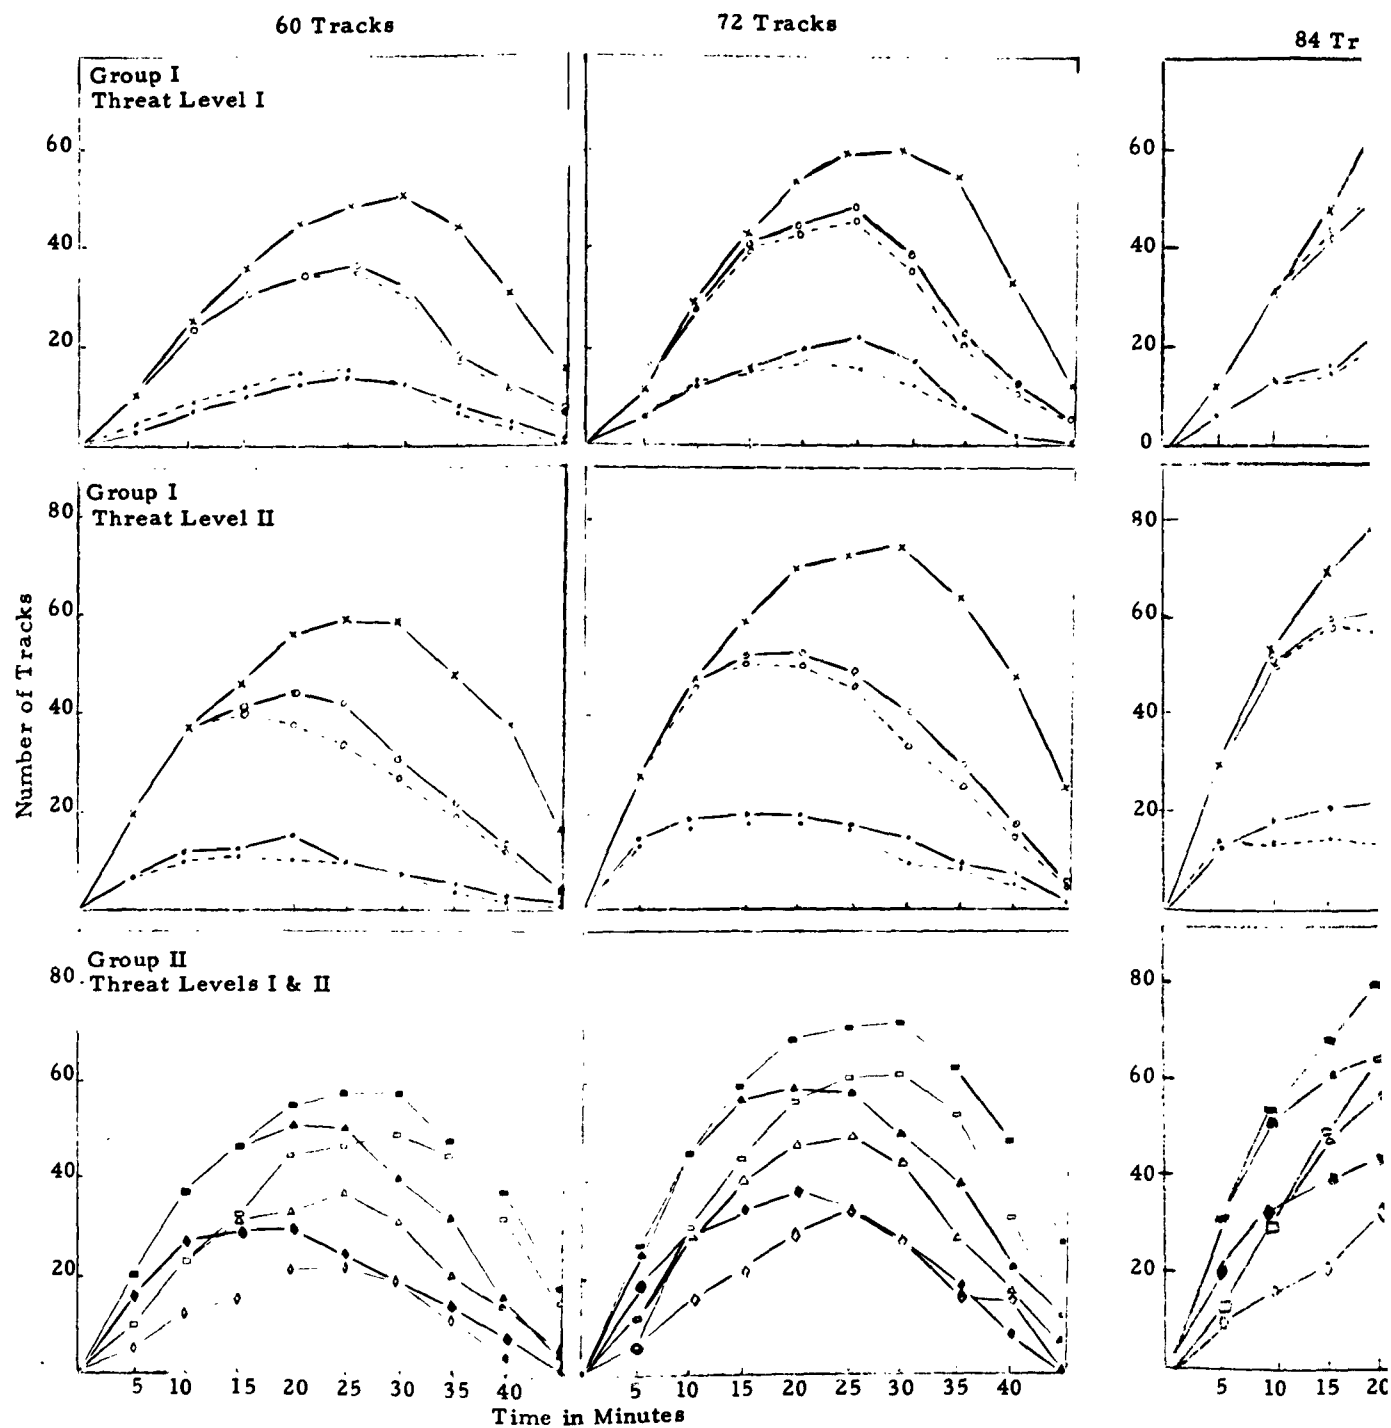 60 Tracks
72 Tracks
84 Tr
Group I
Threat Level I
60
40
20
60
40
20
0
Group I
Threat Level II
80
60
40
20
80
60
40
20
Number of Tracks
Group II
Threat Levels I & II
80
60
40
20
80
60
40
20
5 10 15 20 25 30 35 40
5 10 15 20 25 30 35 40
5 10 15 20
Time in Minutes